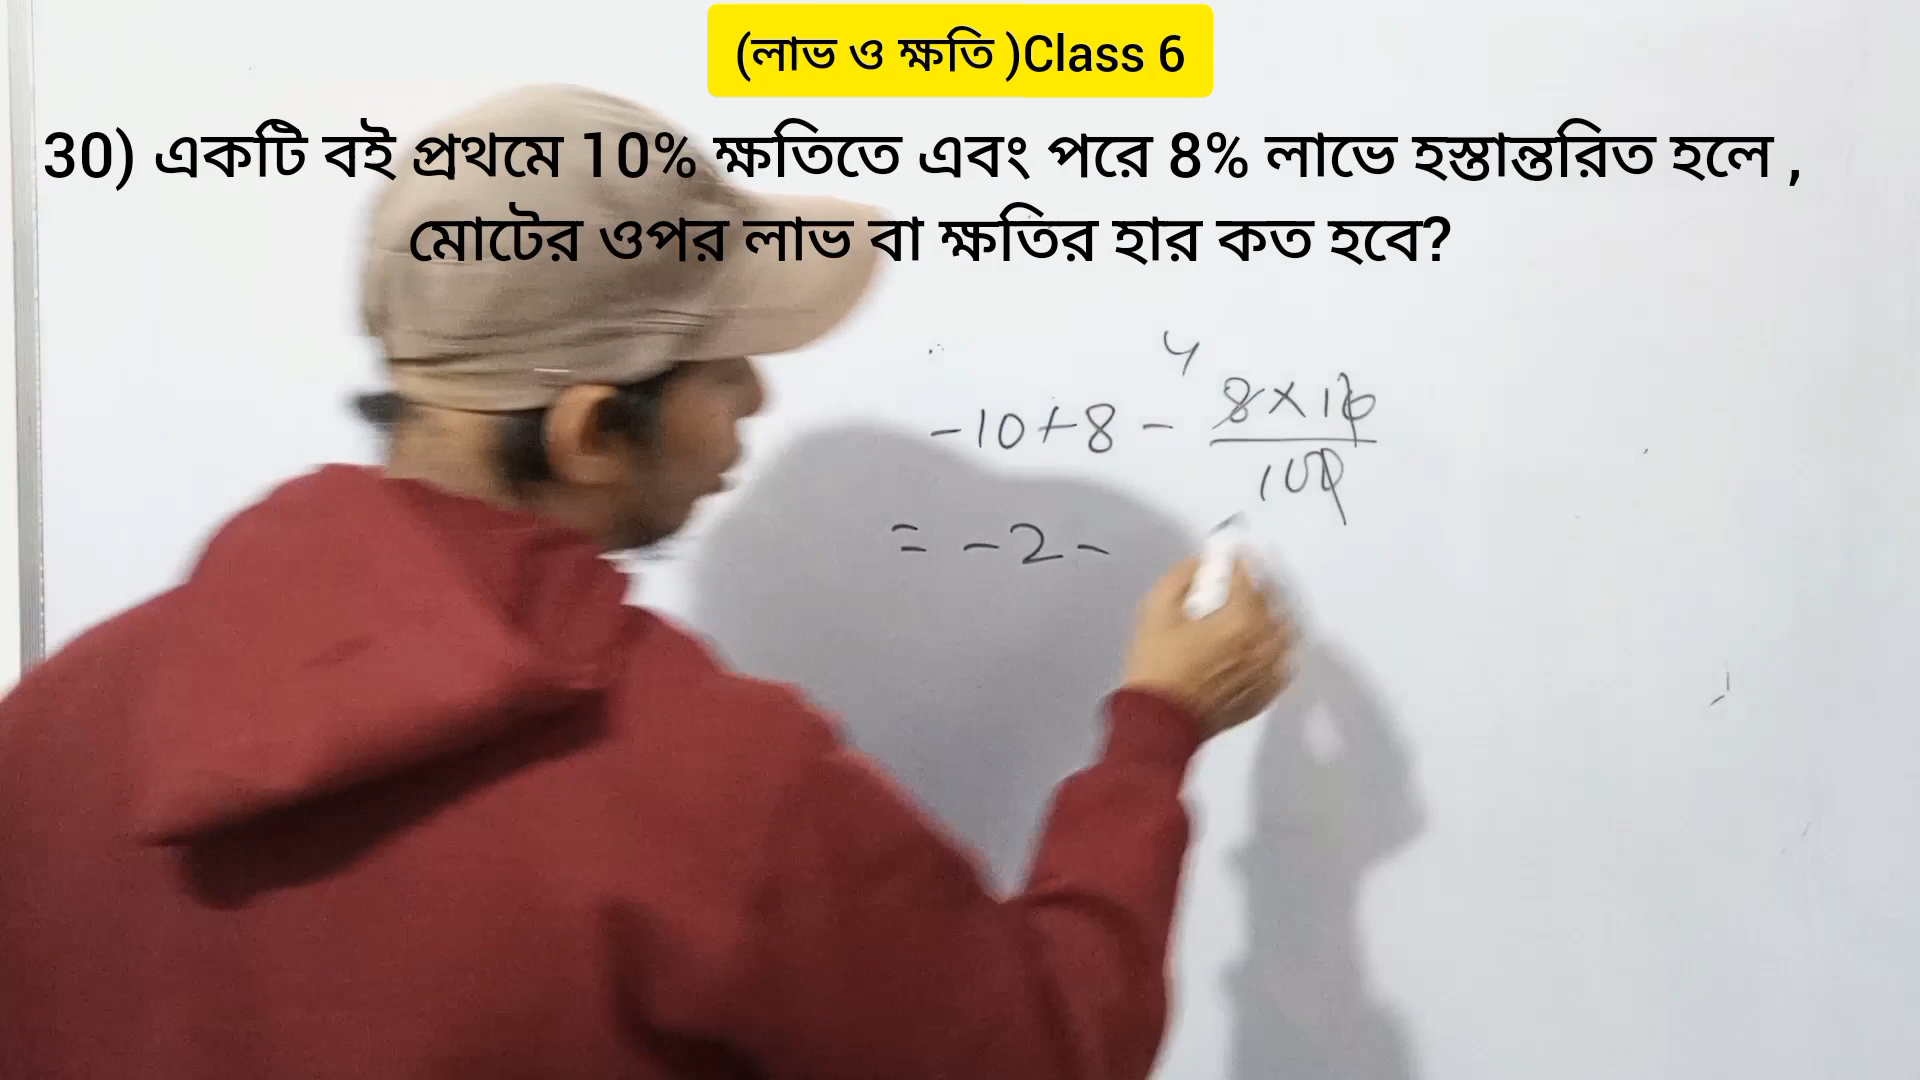 (লাভ ও ক্ষতি )Class 6
30) একটি বই প্রথমে 10% ক্ষতিতে এবং পরে 8% লাভে হস্তান্তরিত হলে ,
মোটের ওপর লাভ বা ক্ষতির হার কত হবে?
4
-10+8 - 8×10
100
= -2-